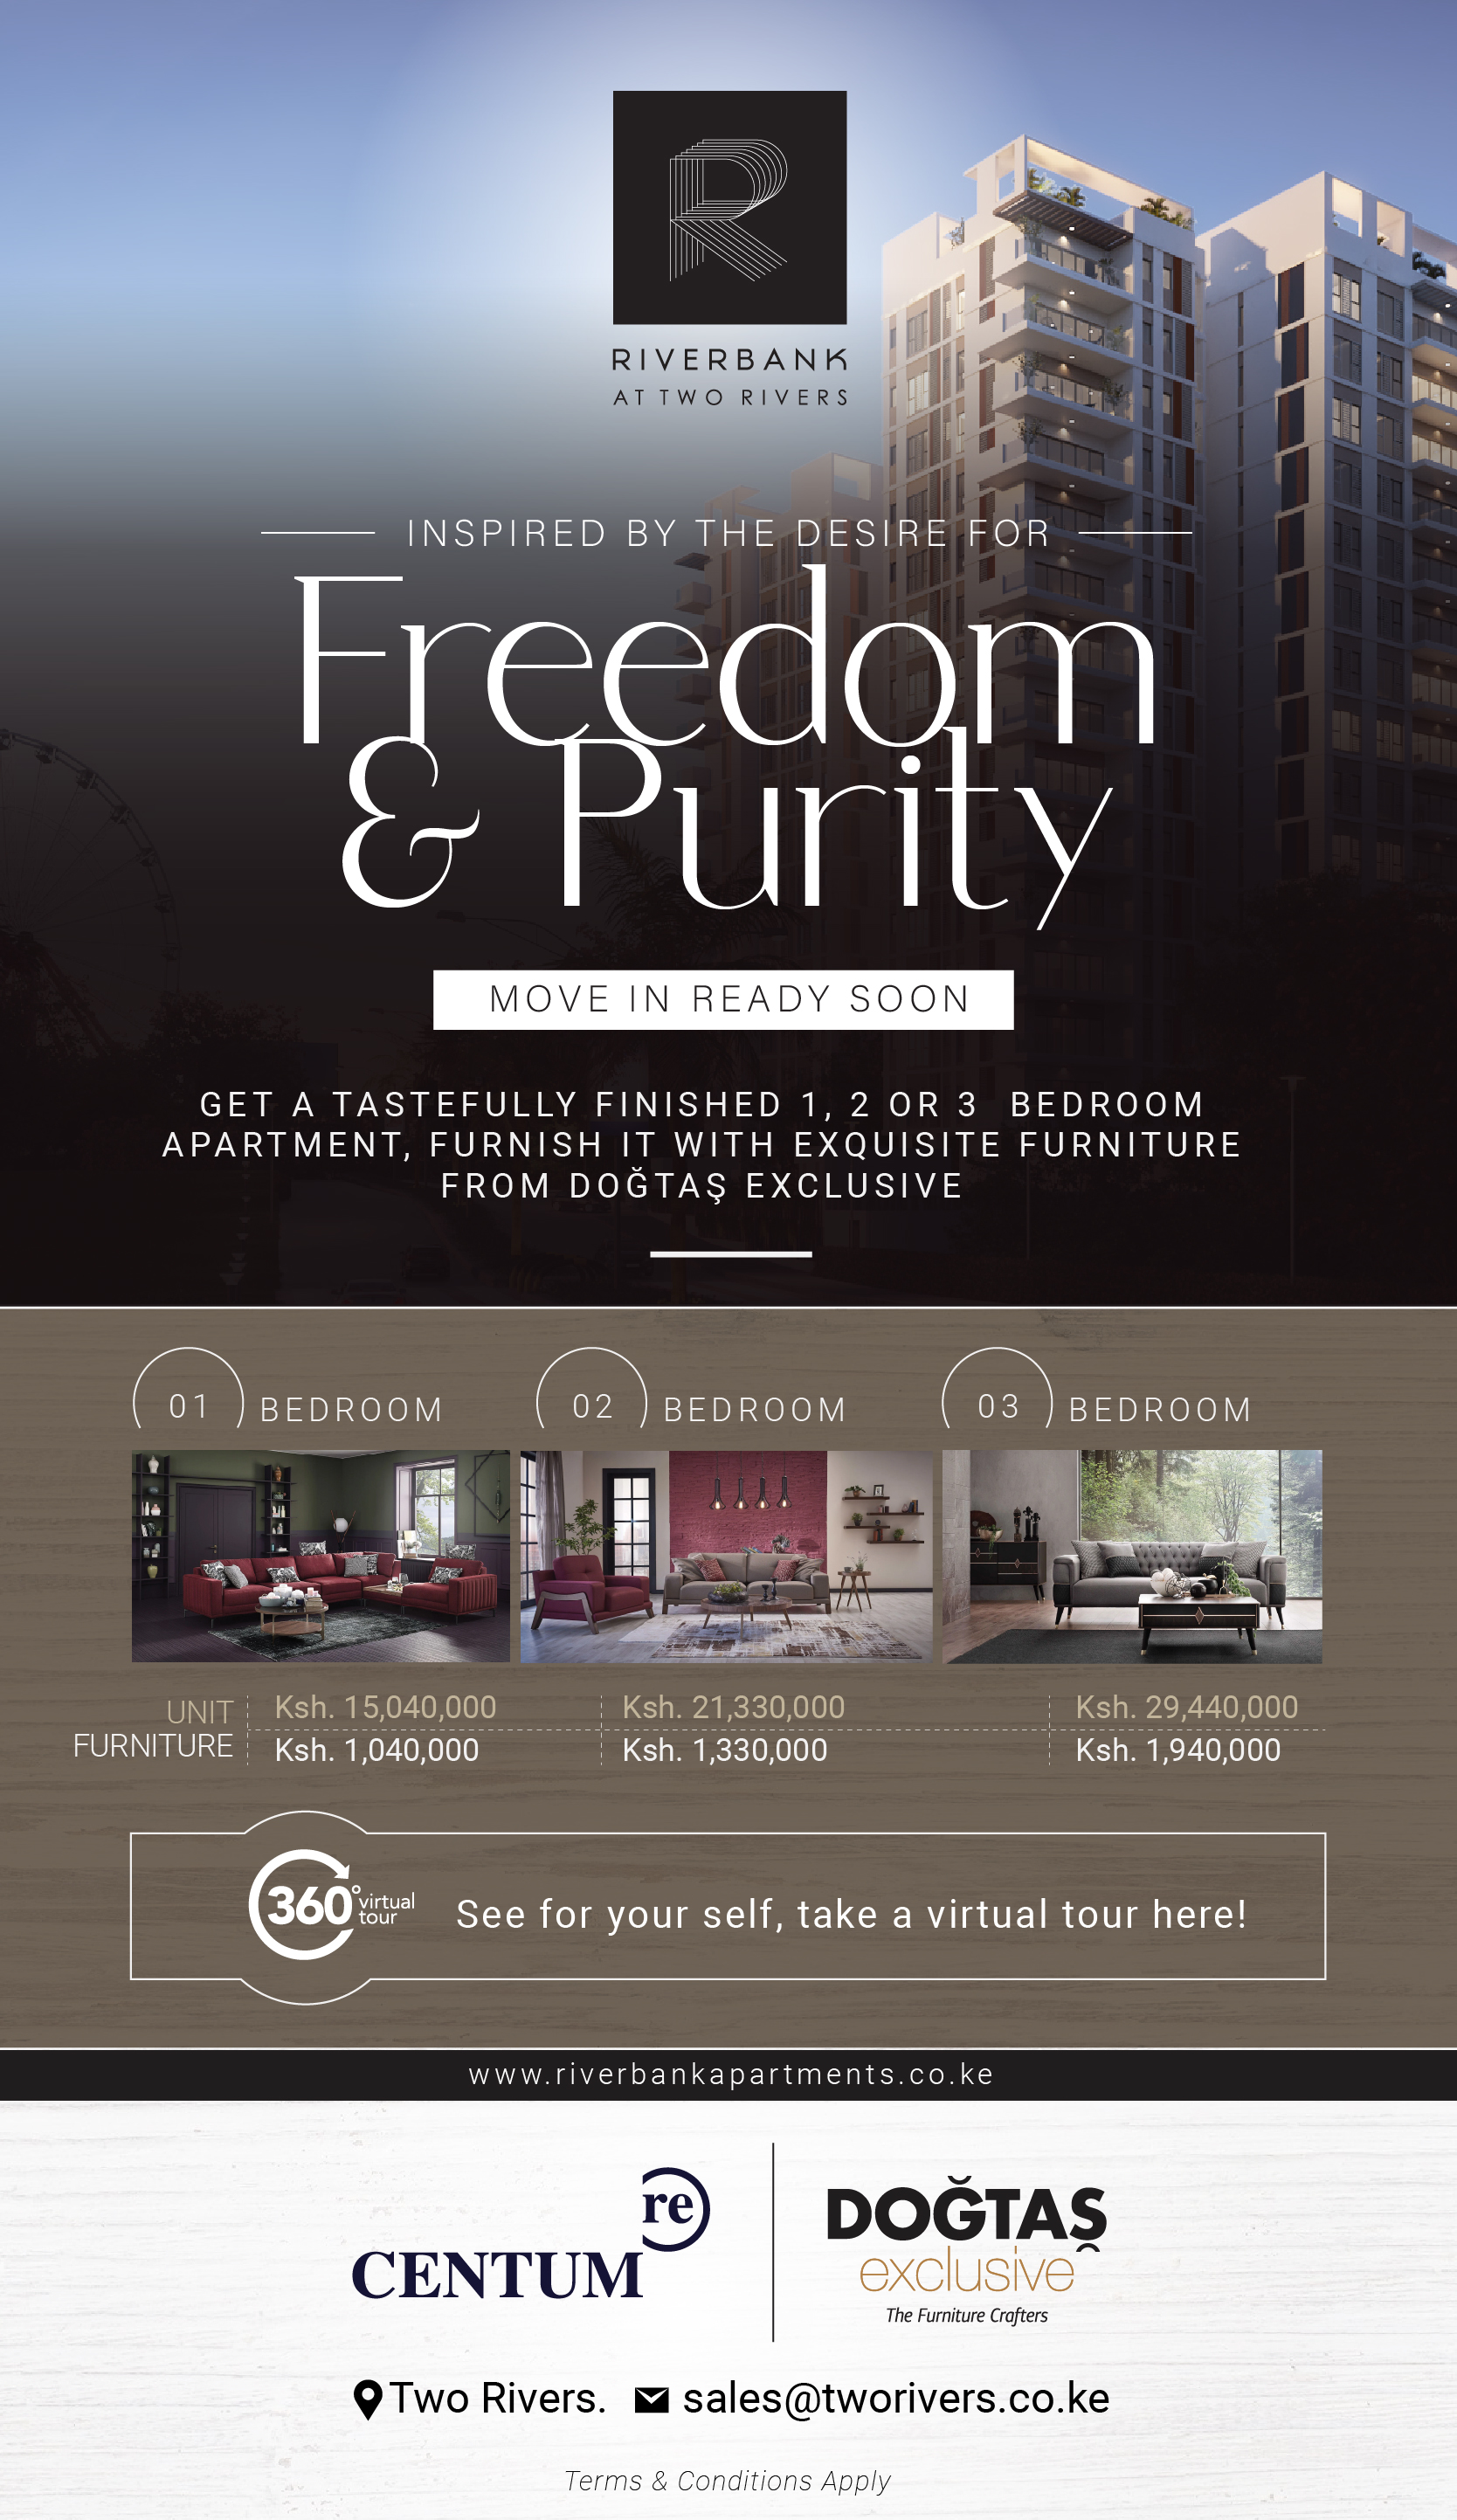 R
RIVERBANK
AT TWO RIVERS
INSPIRED BY THE DESIRE FOR
Freedom
& Purity
MOVE IN READY SOON
GET A TASTEFULLY FINISHED 1, 2 OR 3 BEDROOM
APARTMENT, FURNISH IT WITH EXQUISITE FURNITURE
FROM DOĞTAŞ EXCLUSIVE
01 BEDROOM
02 BEDROOM
03 BEDROOM
UNIT Ksh. 15,040,000 Ksh. 21,330,000 Ksh. 29,440,000
FURNITURE Ksh. 1,040,000 Ksh. 1,330,000 Ksh. 1,940,000
360° virtual
tour
See for your self, take a virtual tour here!
www.riverbankapartments.co.ke
CENTUM re
DOĞTAŞ
exclusive
The Furniture Crafters
Two Rivers. sales@tworivers.co.ke
Terms & Conditions Apply